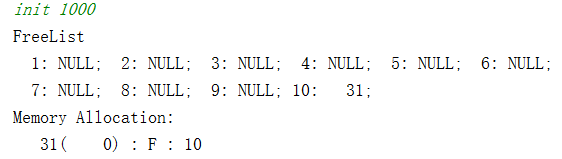 init 1000
FreeList
  1: NULL;  2: NULL;  3: NULL;  4: NULL;  5: NULL;  6: NULL;
  7: NULL;  8: NULL;  9: NULL; 10:   31;
Memory Allocation:
  31(    0) : F : 10